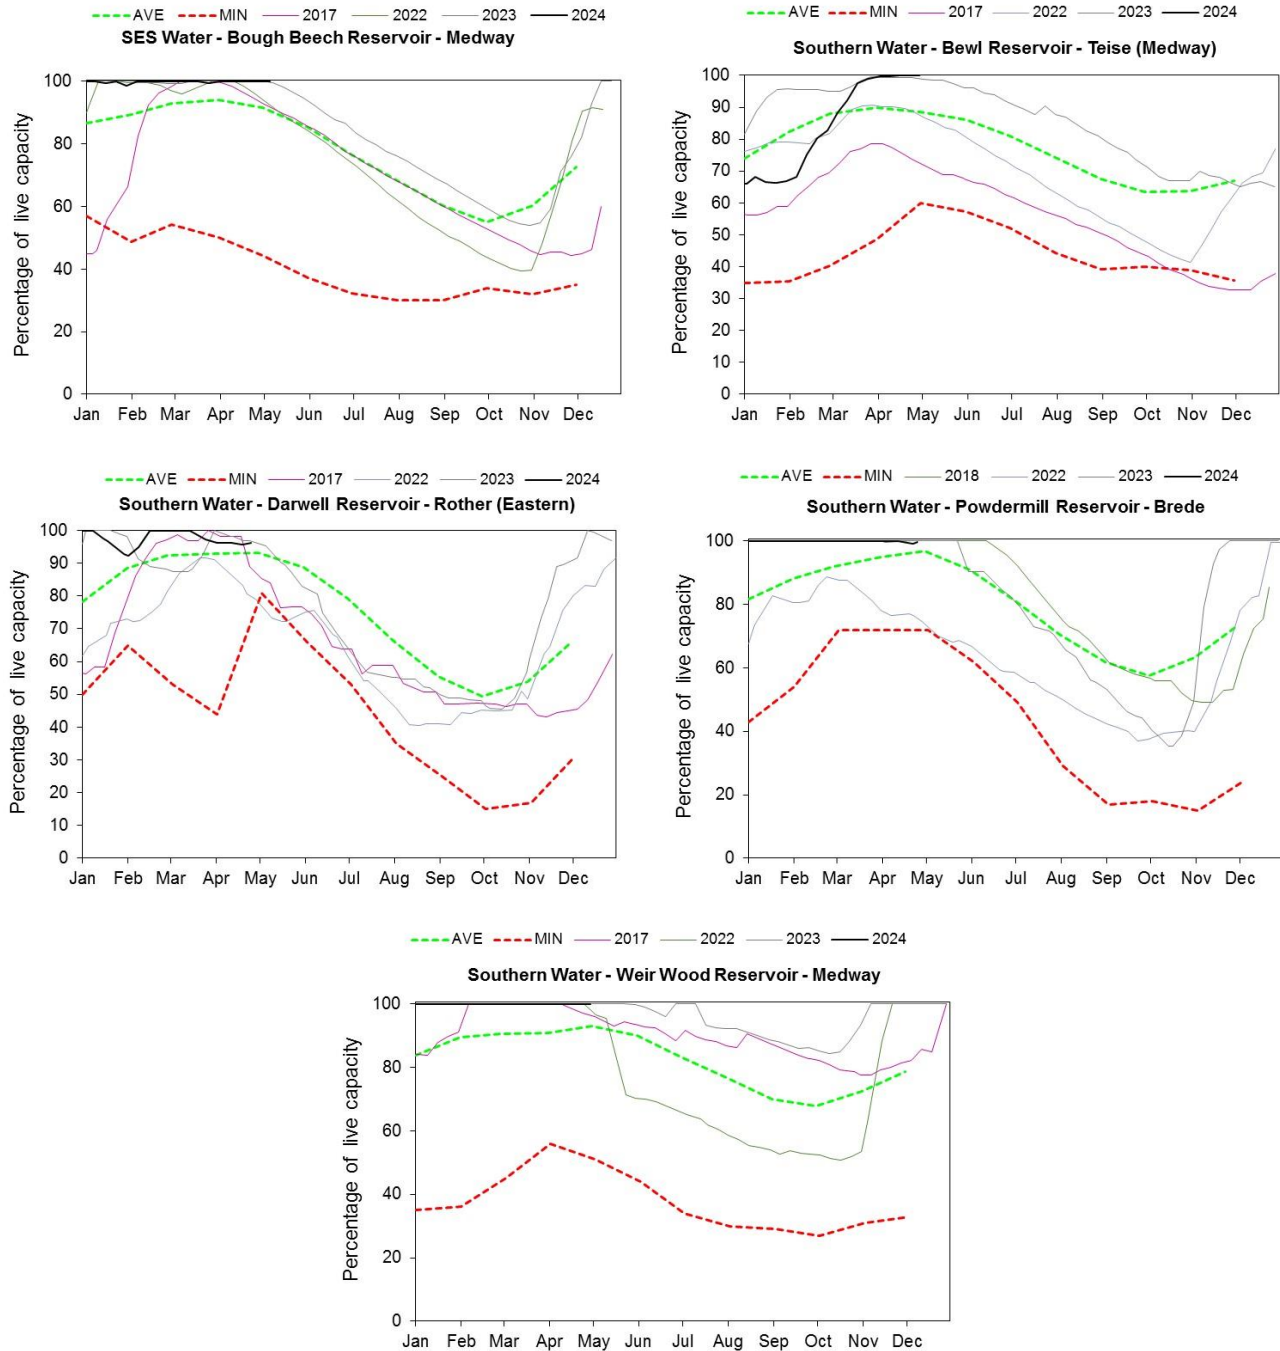 AVE MIN 2017 2022 2023 2024
SES Water - Bough Beech Reservoir - Medway
Percentage of live capacity
100
80
60
40
20
0
Jan Feb Mar Apr May Jun Jul Aug Sep Oct Nov Dec
AVE MIN 2017 2022 2023 2024
Southern Water - Bewl Reservoir - Teise (Medway)
Percentage of live capacity
100
90
80
70
60
50
40
30
20
10
0
Jan Feb Mar Apr May Jun Jul Aug Sep Oct Nov Dec
AVE MIN 2017 2022 2023 2024
Southern Water - Darwell Reservoir - Rother (Eastern)
Percentage of live capacity
100
90
80
70
60
50
40
30
20
10
0
Jan Feb Mar Apr May Jun Jul Aug Sep Oct Nov Dec
AVE MIN 2018 2022 2023 2024
Southern Water - Powdermill Reservoir - Brede
Percentage of live capacity
100
80
60
40
20
0
Jan Feb Mar Apr May Jun Jul Aug Sep Oct Nov Dec
AVE MIN 2017 2022 2023 2024
Southern Water - Weir Wood Reservoir - Medway
Percentage of live capacity
100
80
60
40
20
0
Jan Feb Mar Apr May Jun Jul Aug Sep Oct Nov Dec